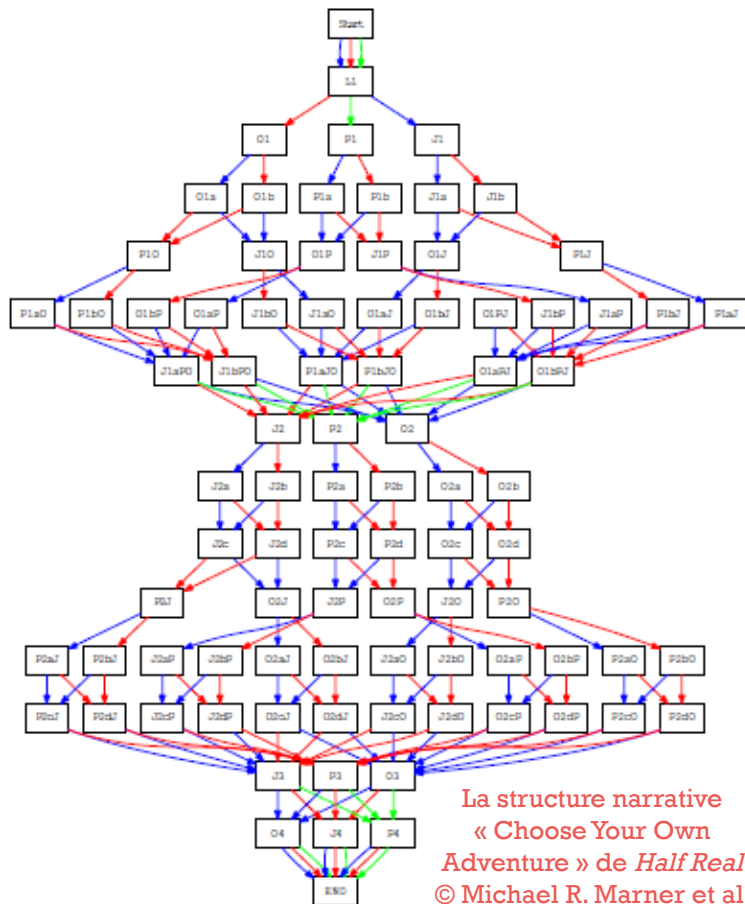 Start
L1
O1 P1 J1
O1a O1b P1a P1b J1a J1b
P1O J1O O1P J1P O1J P1J
P1aO P1bO O1bP O1aP J1bO J1aO O1aJ O1bJ O1PJ J1bP J1aP P1bJ P1aJ
J1aPO J1bPO P1aJO P1bJO O1aPJ O1bPJ
J2 P2 O2
J2a J2b P2a P2b O2a O2b
J2c J2d P2c P2d O2c O2d
P2J O2J J2P O2P J2O P2O
P2aJ P2bJ J2aP J2bP O2aJ O2bJ J2aO J2bO O2aP O2bP P2aO P2bO
P2cJ P2dJ J2cP J2dP O2cJ O2dJ J2cO J2dO O2cP O2dP P2cO P2dO
J3 P3 O3
O4 J4 P4
END
La structure narrative
« Choose Your Own
Adventure » de Half Real
© Michael R. Marner et al